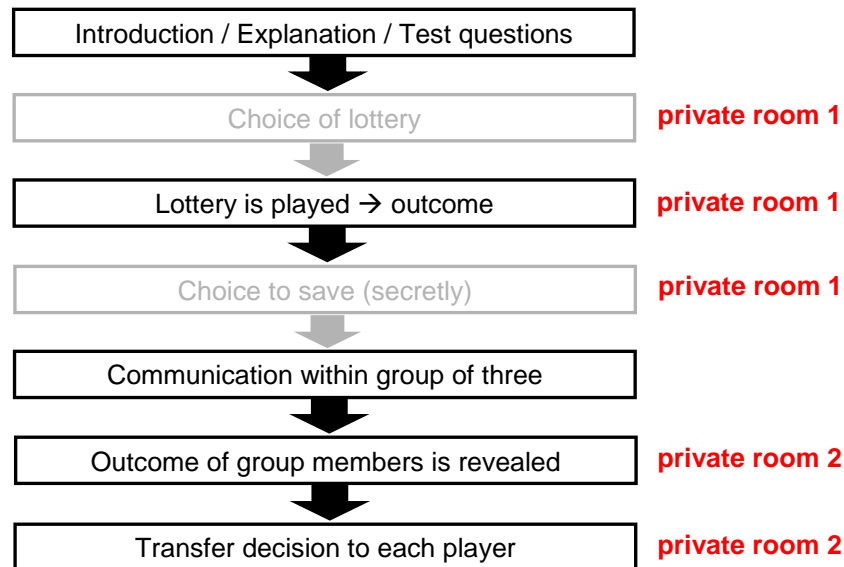 Introduction / Explanation / Test questions
Choice of lottery
private room 1
Lottery is played → outcome
private room 1
Choice to save (secretly)
private room 1
Communication within group of three
Outcome of group members is revealed
private room 2
Transfer decision to each player
private room 2